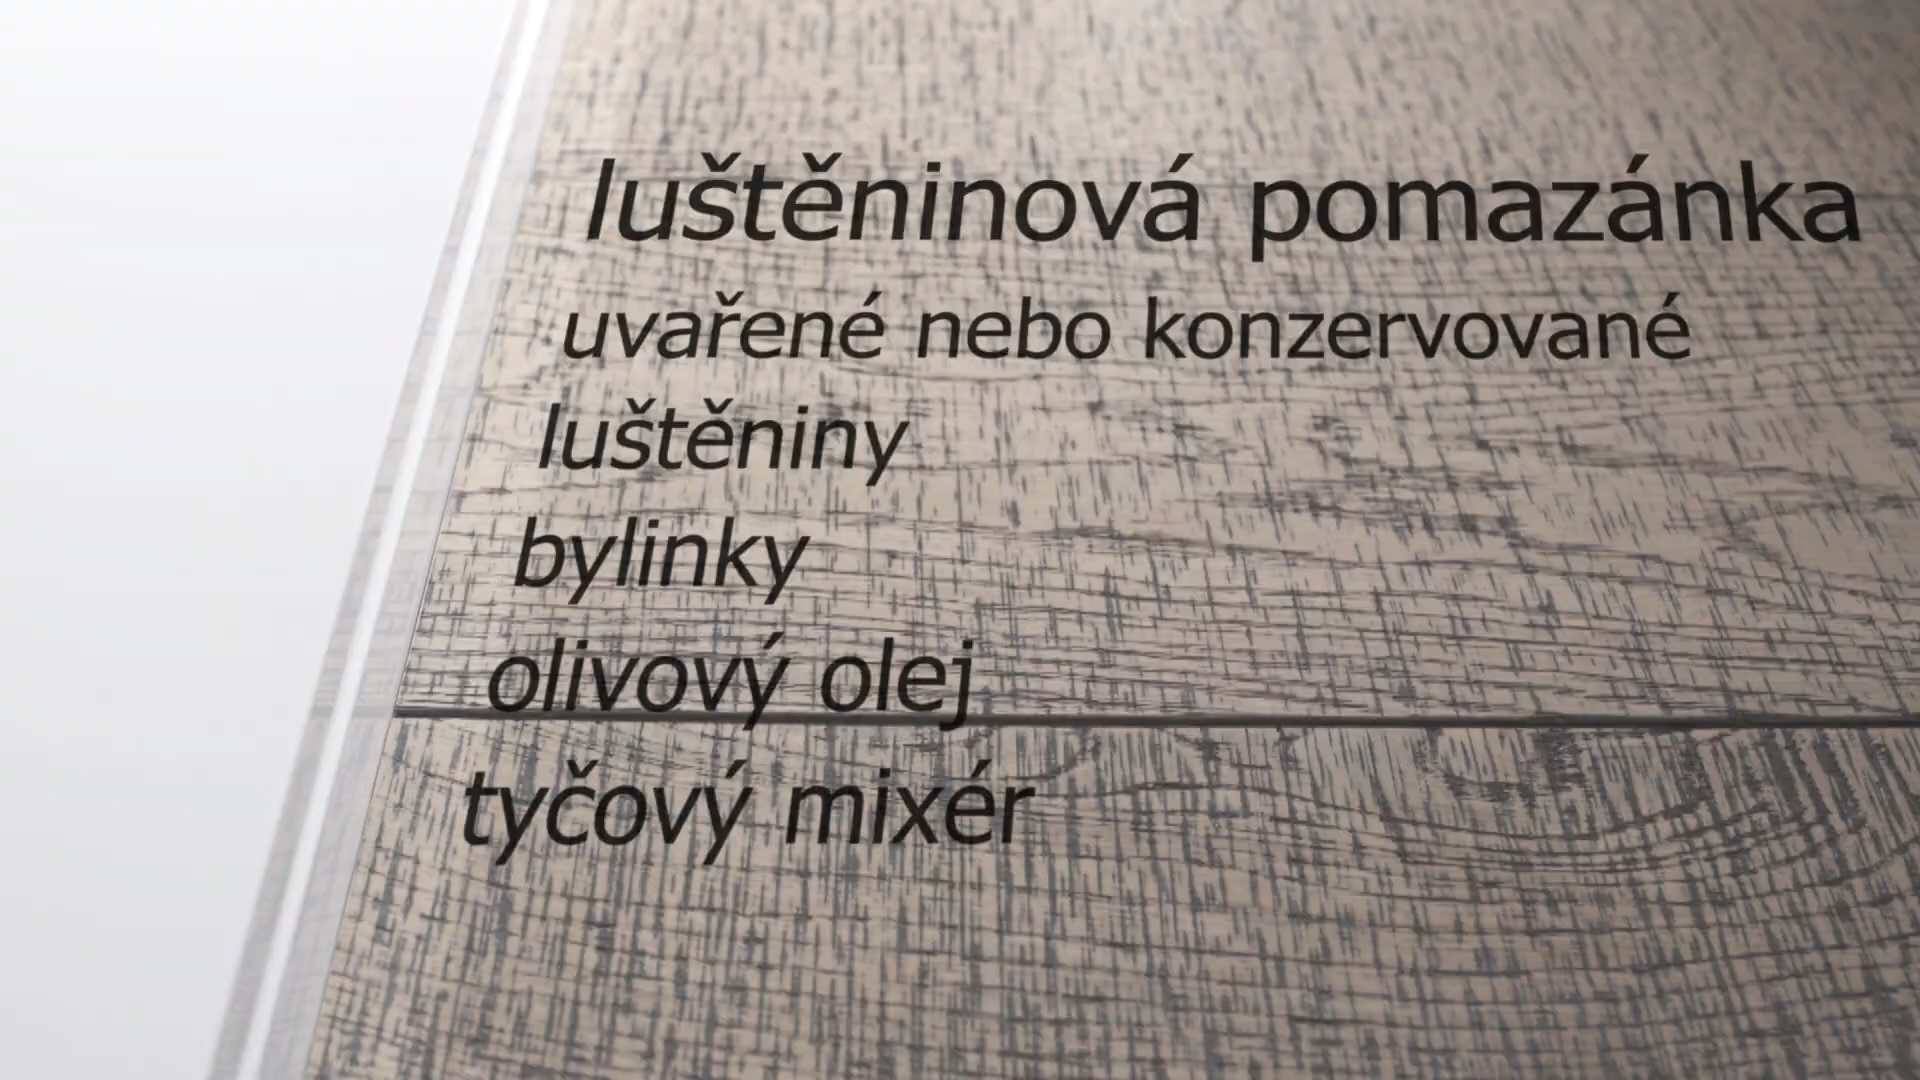 luštěninová pomazánka
uvařené nebo konzervované
luštěniny
bylinky
olivový olej
tyčový mixér